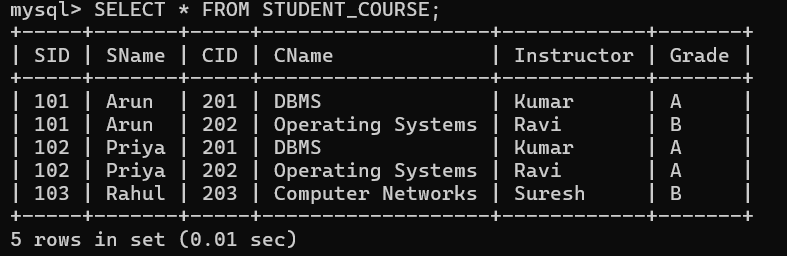 mysql> SELECT * FROM STUDENT_COURSE;
+-----+-------+-----+-------------------+------------+-------+
| SID | SName | CID | CName             | Instructor | Grade |
+-----+-------+-----+-------------------+------------+-------+
| 101 | Arun  | 201 | DBMS              | Kumar      | A     |
| 101 | Arun  | 202 | Operating Systems | Ravi       | B     |
| 102 | Priya | 201 | DBMS              | Kumar      | A     |
| 102 | Priya | 202 | Operating Systems | Ravi       | A     |
| 103 | Rahul | 203 | Computer Networks | Suresh     | B     |
+-----+-------+-----+-------------------+------------+-------+
5 rows in set (0.01 sec)